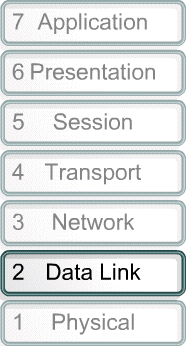 7 Application
6 Presentation
5 Session
4 Transport
3 Network
2 Data Link
1 Physical